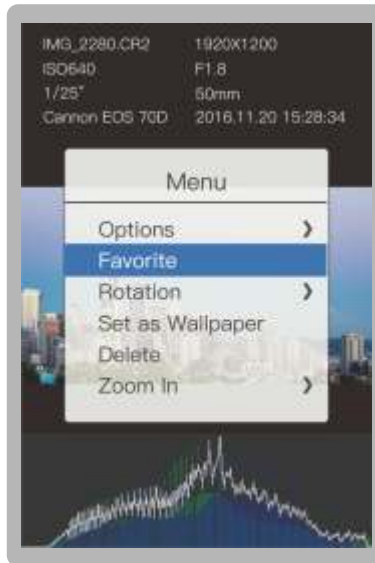 IMG_2280.CR2 1920X1200
ISO640 F1.8
1/25" 50mm
Cannon EOS 70D 2016.11.20 15:28:34
Menu
Options
Favorite
Rotation
Set as Wallpaper
Delete
Zoom In